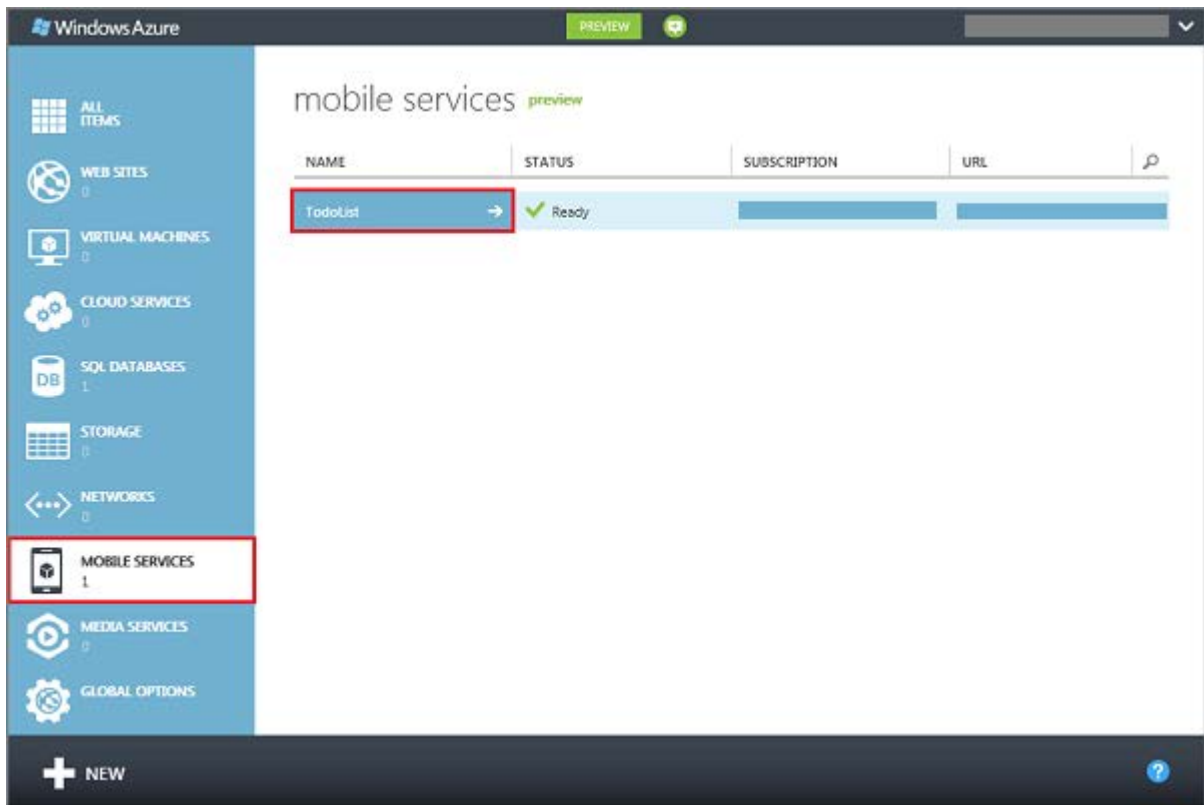 Windows Azure
PREVIEW
ALL
ITEMS
WEB SITES
0
VIRTUAL MACHINES
0
CLOUD SERVICES
0
SQL DATABASES
1
DB
STORAGE
0
NETWORKS
0
MOBILE SERVICES
1
MEDIA SERVICES
0
GLOBAL OPTIONS
mobile services preview
NAME STATUS SUBSCRIPTION URL
TodoList Ready
NEW
?